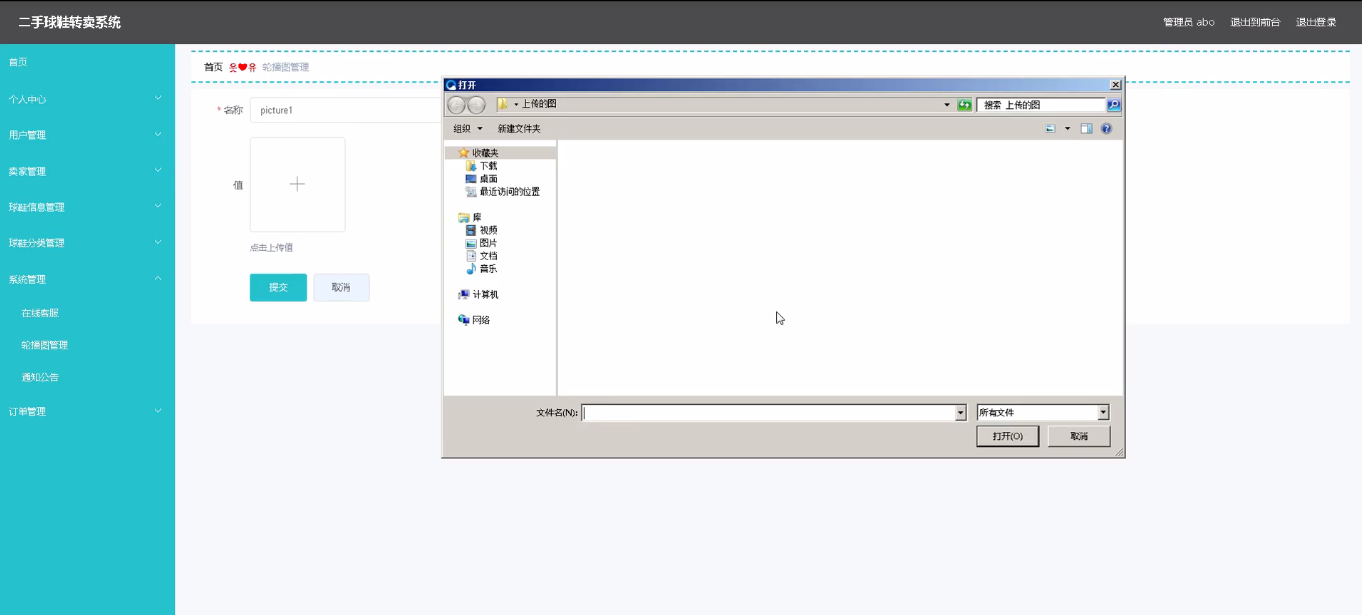 二手球鞋转卖系统
管理员 abo 退出到前台 退出登录
首页
个人中心
用户管理
卖家管理
球鞋信息管理
球鞋分类管理
系统管理
在线客服
轮播图管理
通知公告
订单管理
首页 轮播图管理
* 名称 picture1
值
点击上传值
提交 取消
打开
上传的图 搜索 上传的图
组织 新建文件夹
收藏夹
下载
桌面
最近访问的位置
库
视频
图片
文档
音乐
计算机
网络
文件名(N): 所有文件
打开(O) 取消